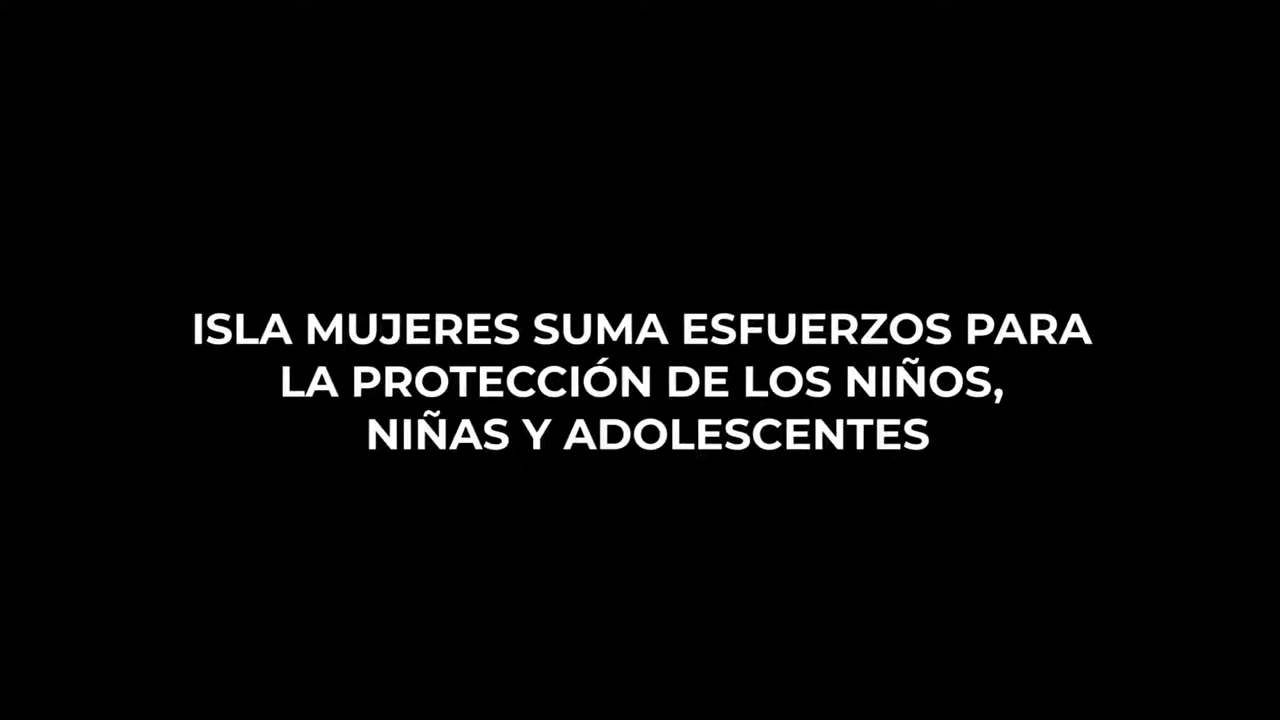 ISLA MUJERES SUMA ESFUERZOS PARA
LA PROTECCIÓN DE LOS NIÑOS,
NIÑAS Y ADOLESCENTES